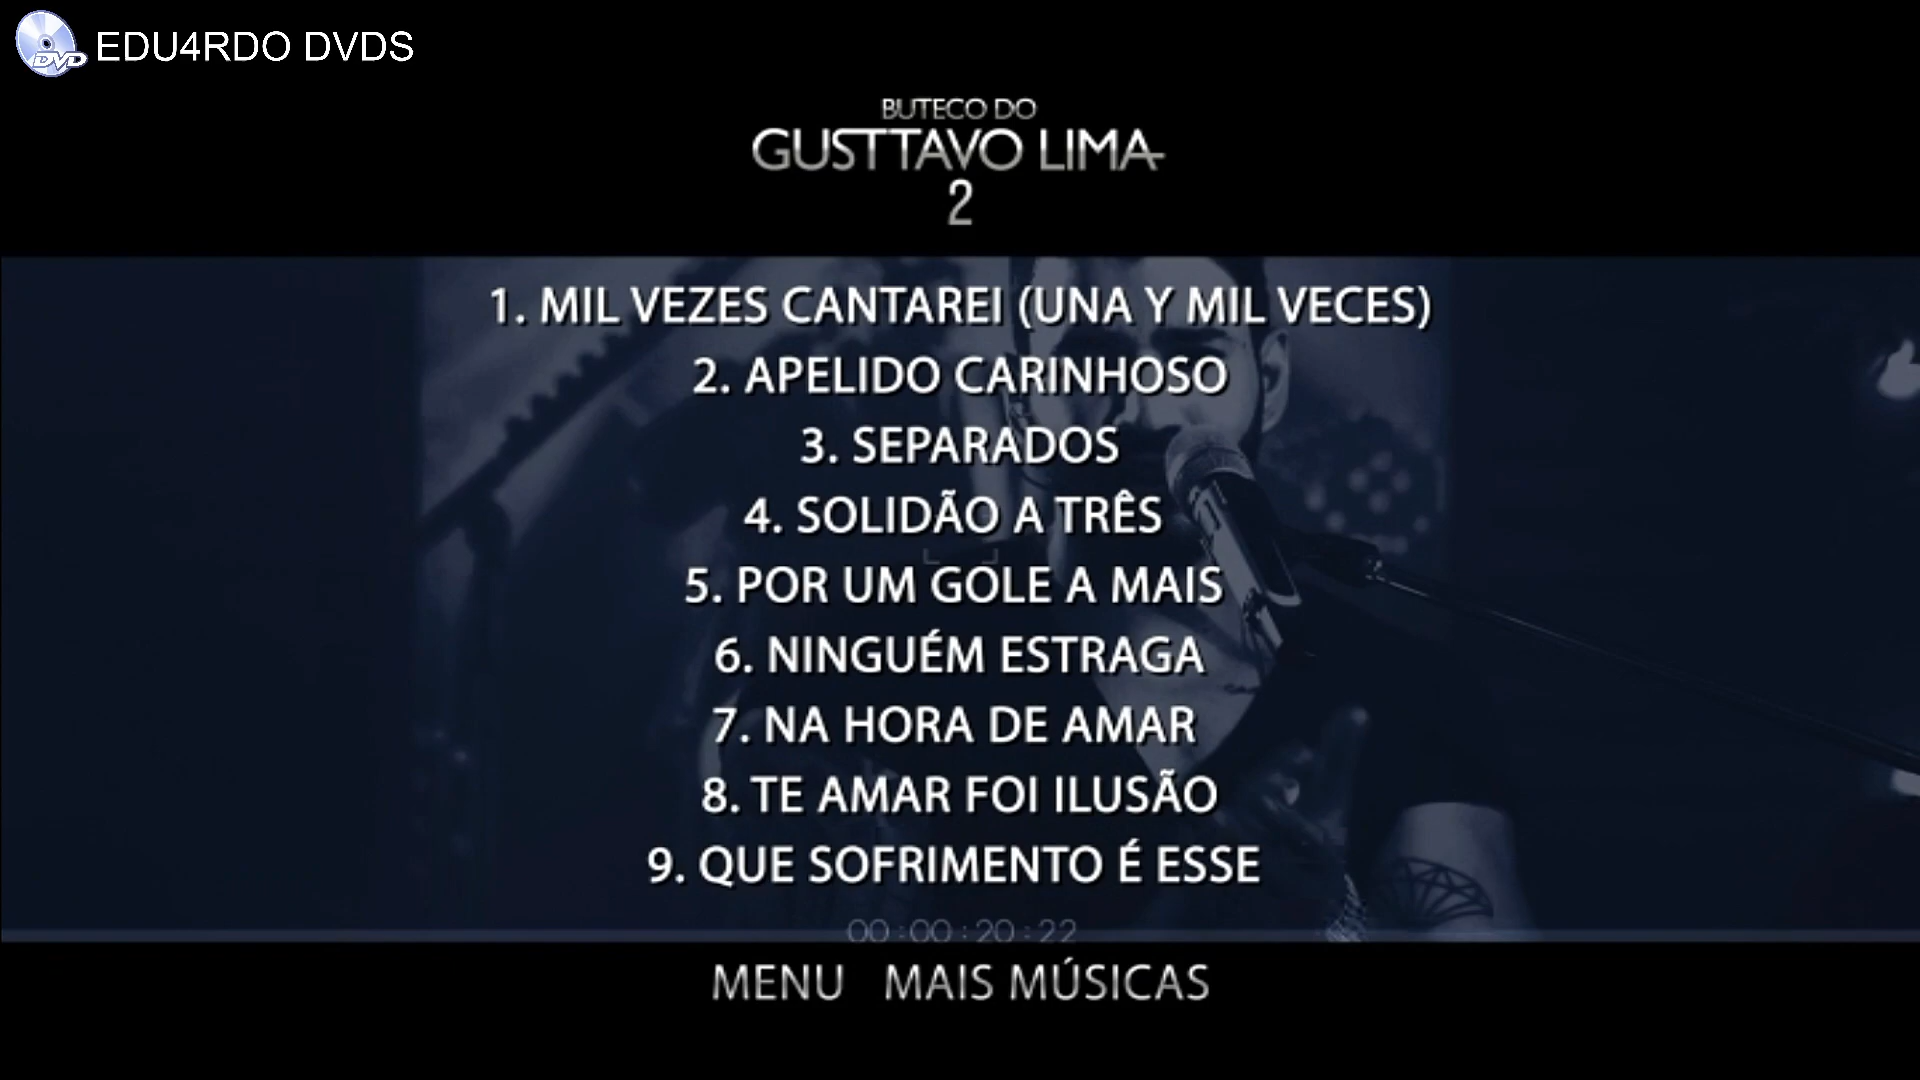 DVD EDU4RDO DVDS
BUTECO DO
GUSTTAVO LIMA
2
1. MIL VEZES CANTAREI (UNA Y MIL VECES)
2. APELIDO CARINHOSO
3. SEPARADOS
4. SOLIDÃO A TRÊS
5. POR UM GOLE A MAIS
6. NINGUÉM ESTRAGA
7. NA HORA DE AMAR
8. TE AMAR FOI ILUSÃO
9. QUE SOFRIMENTO É ESSE
00:00:20:22
MENU MAIS MÚSICAS